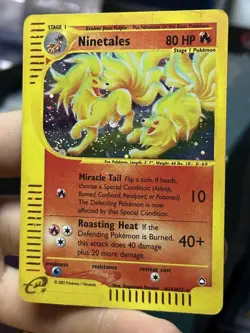 STAGE 1
Evolves from Vulpix
Put Ninetales on the Basic Pokémon
Ninetales 80 HP
Stage 1 Pokémon
Fox Pokémon. Length: 3' 7", Weight: 44 lbs.
Miracle Tail Flip a coin. If heads,
choose a Special Condition (Asleep,
Burned, Confused, Paralyzed, or Poisoned).
The Defending Pokémon is now
affected by that Special Condition.
10
Roasting Heat If the Defending
Pokémon is Burned,
this attack does 40 damage
plus 20 more damage.
40+
weakness
resistance
retreat cost
e
©2002 Pokémon / Nintendo